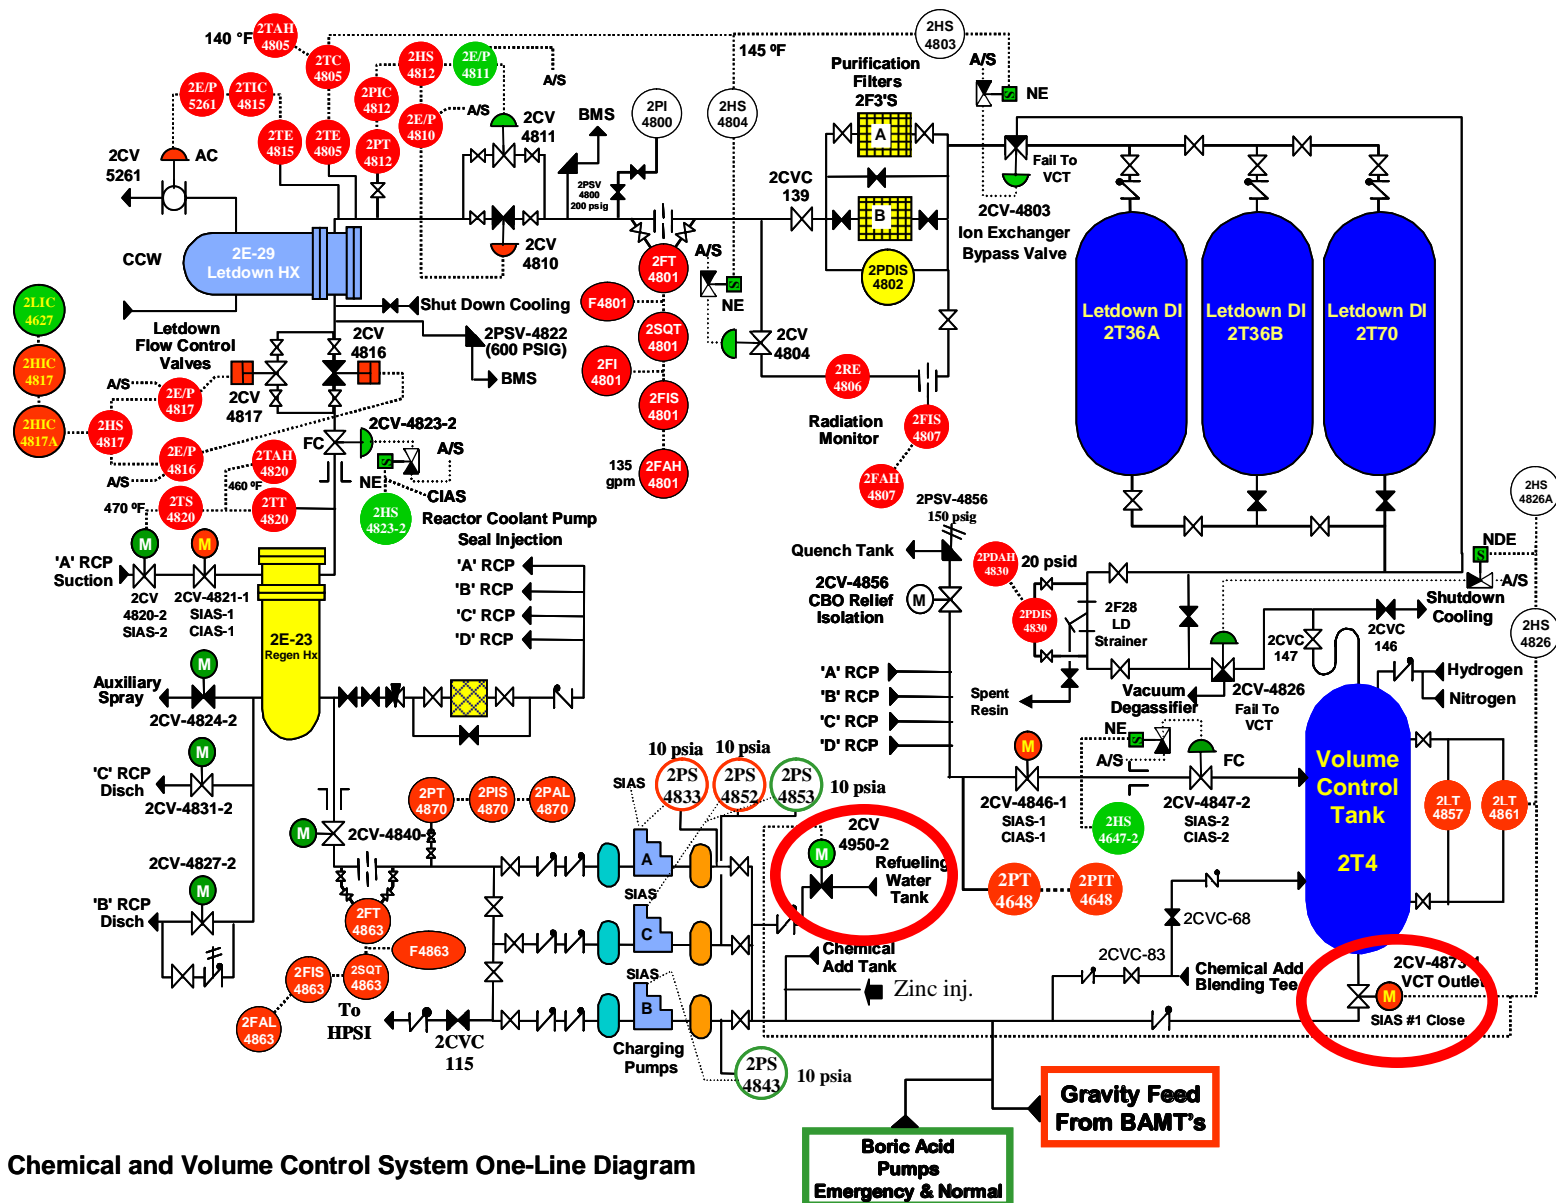 2TAH
4805
140 °F
2TC
4805
2HS
4812
2E/P
4811
A/S
145 ºF
2HS
4803
A/S
NE
2E/P
5261
2TIC
4815
2PIC
4812
2E/P
4810
A/S
2CV
4811
BMS
2PI
4800
2HS
4804
Purification
Filters
2F3'S
A
2TE
4815
2TE
4805
2PT
4812
2CV
5261
AC
2PSV
4800
200 psig
2CVC
139
B
Fail To
VCT
2CV-4803
Ion Exchanger
Bypass Valve
CCW
2E-29
Letdown HX
2CV
4810
2FT
4801
A/S
NE
2PDIS
4802
Shut Down Cooling
F4801
2SQT
4801
2CV
4804
Letdown DI
2T36A
Letdown DI
2T36B
Letdown DI
2T70
2LIC
4627
Letdown
Flow Control
Valves
2CV
4816
2PSV-4822
(600 PSIG)
BMS
2FI
4801
2FIS
4801
2RE
4806
2HIC
4817
A/S
2E/P
4817
2CV
4817
Radiation
Monitor
2FIS
4807
2HIC
4817A
2HS
4817
2CV-4823-2
FC
A/S
S
NE
CIAS
2E/P
4816
A/S
2TAH
4820
460 ºF
135
gpm
2FAH
4801
2FAH
4807
2HS
4826A
470 ºF
2TS
4820
2TT
4820
2HS
4823-2
Reactor Coolant Pump
Seal Injection
2PSV-4856
150 psig
NDE
S
A/S
M
M
'A' RCP
Suction
2CV
4820-2
SIAS-2
2CV-4821-1
SIAS-1
CIAS-1
'A' RCP
'B' RCP
'C' RCP
'D' RCP
Quench Tank
2CV-4856
CBO Relief
Isolation
M
2PDAH
4830
20 psid
2PDIS
4830
2F28
LD
Strainer
Shutdown
Cooling
2HS
4826
2CVC
147
2CVC
146
2E-23
Regen Hx
M
Auxiliary
Spray
2CV-4824-2
'A' RCP
'B' RCP
'C' RCP
'D' RCP
Spent
Resin
Vacuum
Degassifier
2CV-4826
Fail To
VCT
Hydrogen
Nitrogen
M
'C' RCP
Disch
2CV-4831-2
10 psia
10 psia
10 psia
SIAS
2PS
4833
2PS
4852
2PS
4853
2PT
4870
2PIS
4870
2PAL
4870
M
NE
S
A/S
FC
2CV-4846-1
SIAS-1
CIAS-1
2HS
4647-2
2CV-4847-2
SIAS-2
CIAS-2
Volume
Control
Tank
2T4
2LT
4857
2LT
4861
M
2CV-4840-
2CV-4827-2
M
A
2CV
4950-2
M
Refueling
Water
Tank
2PT
4648
2PIT
4648
'B' RCP
Disch
2FT
4863
SIAS
C
2CVC-68
F4863
2FIS
4863
2SQT
4863
Chemical
Add Tank
2CVC-83
Chemical Add
Blending Tee
2CV-4873-1
VCT Outlet
M
SIAS #1 Close
SIAS
B
Zinc inj.
2FAL
4863
To
HPSI
2CVC
115
Charging
Pumps
2PS
4843
10 psia
Gravity Feed
From BAMT's
Boric Acid
Pumps
Emergency & Normal
Chemical and Volume Control System One-Line Diagram